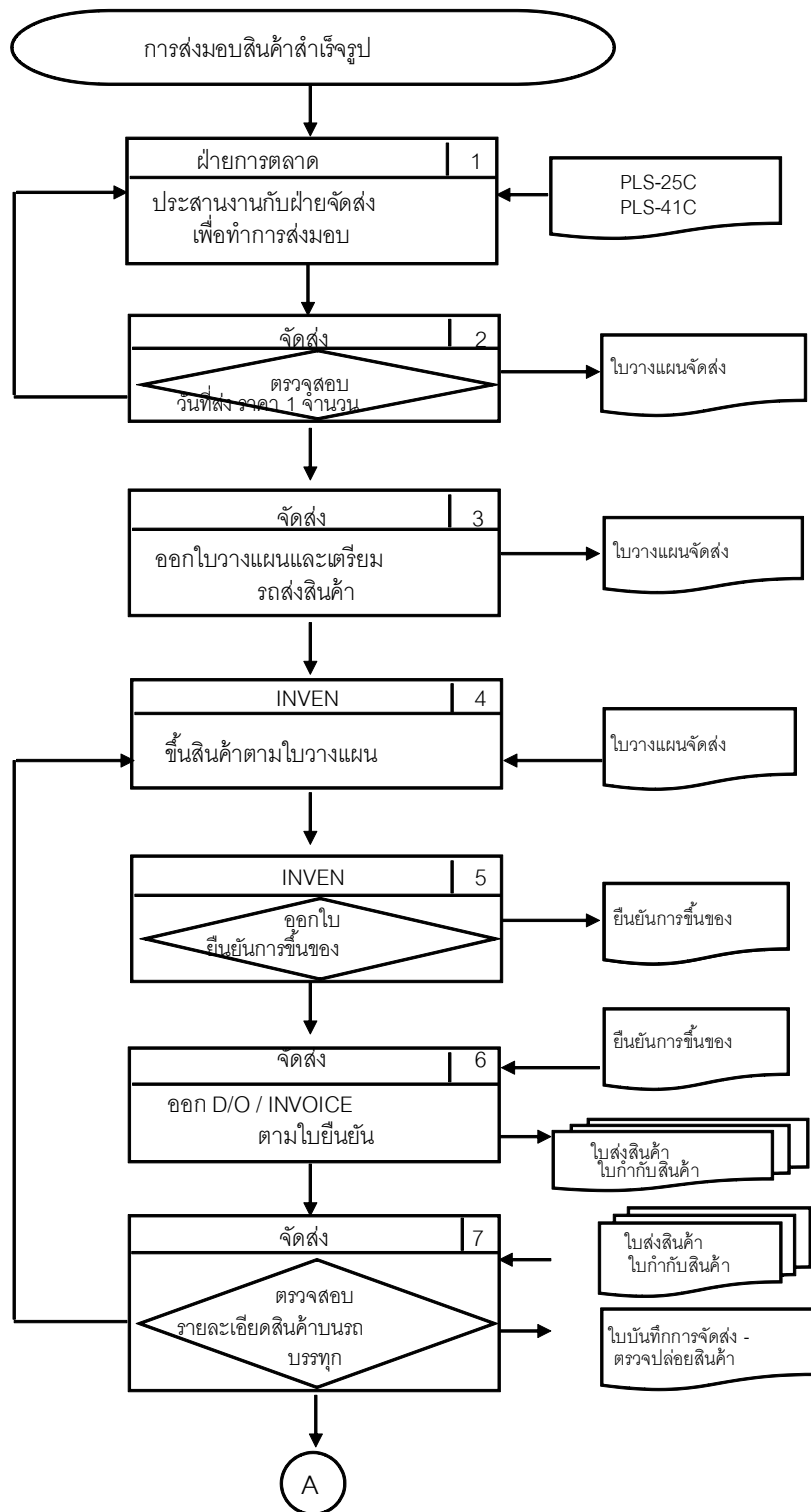 การส่งมอบสินค้าสำเร็จรูป
ฝ่ายการตลาด 1
ประสานงานกับฝ่ายจัดส่ง
เพื่อทำการส่งมอบ
PLS-25C
PLS-41C
จัดส่ง 2
ตรวจสอบ
วันที่ส่ง ราคา 1 จำนวน
ใบวางแผนจัดส่ง
จัดส่ง 3
ออกใบวางแผนและเตรียม
รถส่งสินค้า
ใบวางแผนจัดส่ง
INVEN 4
ขึ้นสินค้าตามใบวางแผน
ใบวางแผนจัดส่ง
INVEN 5
ออกใบ
ยืนยันการขึ้นของ
ยืนยันการขึ้นของ
จัดส่ง 6
ออก D/O / INVOICE
ตามใบยืนยัน
ยืนยันการขึ้นของ
ใบส่งสินค้า
ใบกำกับสินค้า
จัดส่ง 7
ตรวจสอบ
รายละเอียดสินค้าบนรถ
บรรทุก
ใบส่งสินค้า
ใบกำกับสินค้า
ใบบันทึกการจัดส่ง -
ตรวจปล่อยสินค้า
A